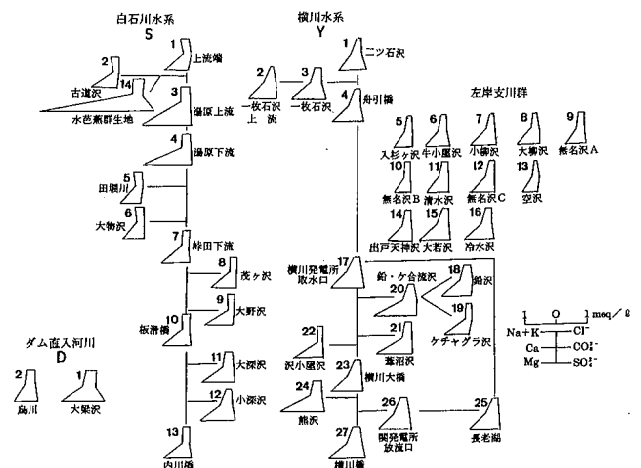 白石川水系
S
横川水系
Y
1
上流端
2
古道沢
14
水芭蕉群生地
3
湯原上流
4
湯原下流
5
田堀川
6
大物沢
7
峠田下流
8
茂ヶ沢
9
大野沢
10
板滑橋
11
大深沢
12
小深沢
13
内川橋
ダム直入河川
D
2
烏川
1
大梁沢
1
二ツ石沢
2
一枚石沢
上流
3
一枚石沢
4
舟引橋
左岸支川群
5
入杉ヶ沢
6
牛小屋沢
7
小柳沢
8
大柳沢
9
無名沢A
10
無名沢B
11
清水沢
12
無名沢C
13
空沢
14
出戸天神沢
15
大若沢
16
冷水沢
17
横川発電所
取水口
鉛・ケ合流沢
20
18
鉛沢
19
ケチャグラ沢
22
沢小屋沢
21
葦沼沢
23
横川大橋
24
熊沢
26
関発電所
放流口
25
長老湖
27
横川橋
1 0 1 meq/ℓ
Na+K Cl⁻
Ca CO₃²⁻
Mg SO₄²⁻